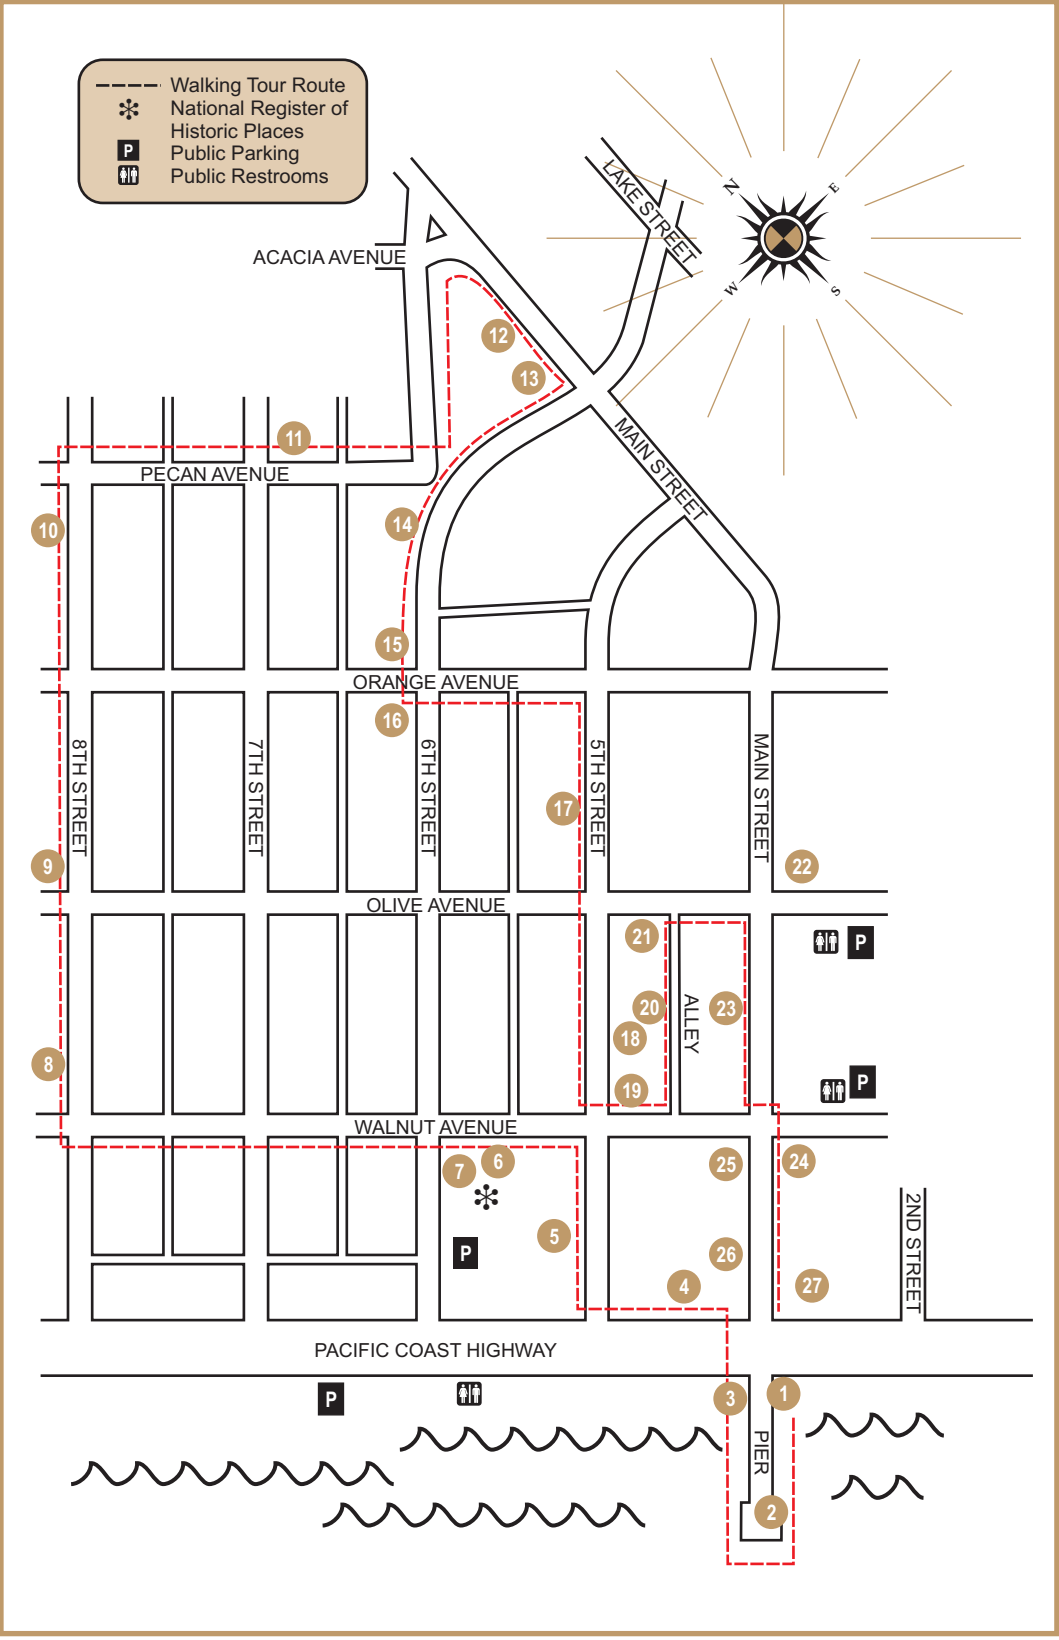 Walking Tour Route
National Register of
Historic Places
P Public Parking
Public Restrooms
N
E
W
S
LAKE STREET
ACACIA AVENUE
12
13
11
MAIN STREET
PECAN AVENUE
10
14
15
ORANGE AVENUE
16
8TH STREET
7TH STREET
6TH STREET
5TH STREET
MAIN STREET
17
9
22
OLIVE AVENUE
21
P
20
ALLEY
23
18
8
19
P
WALNUT AVENUE
7
6
25
24
5
P
26
4
27
2ND STREET
PACIFIC COAST HIGHWAY
P
3
1
PIER
2